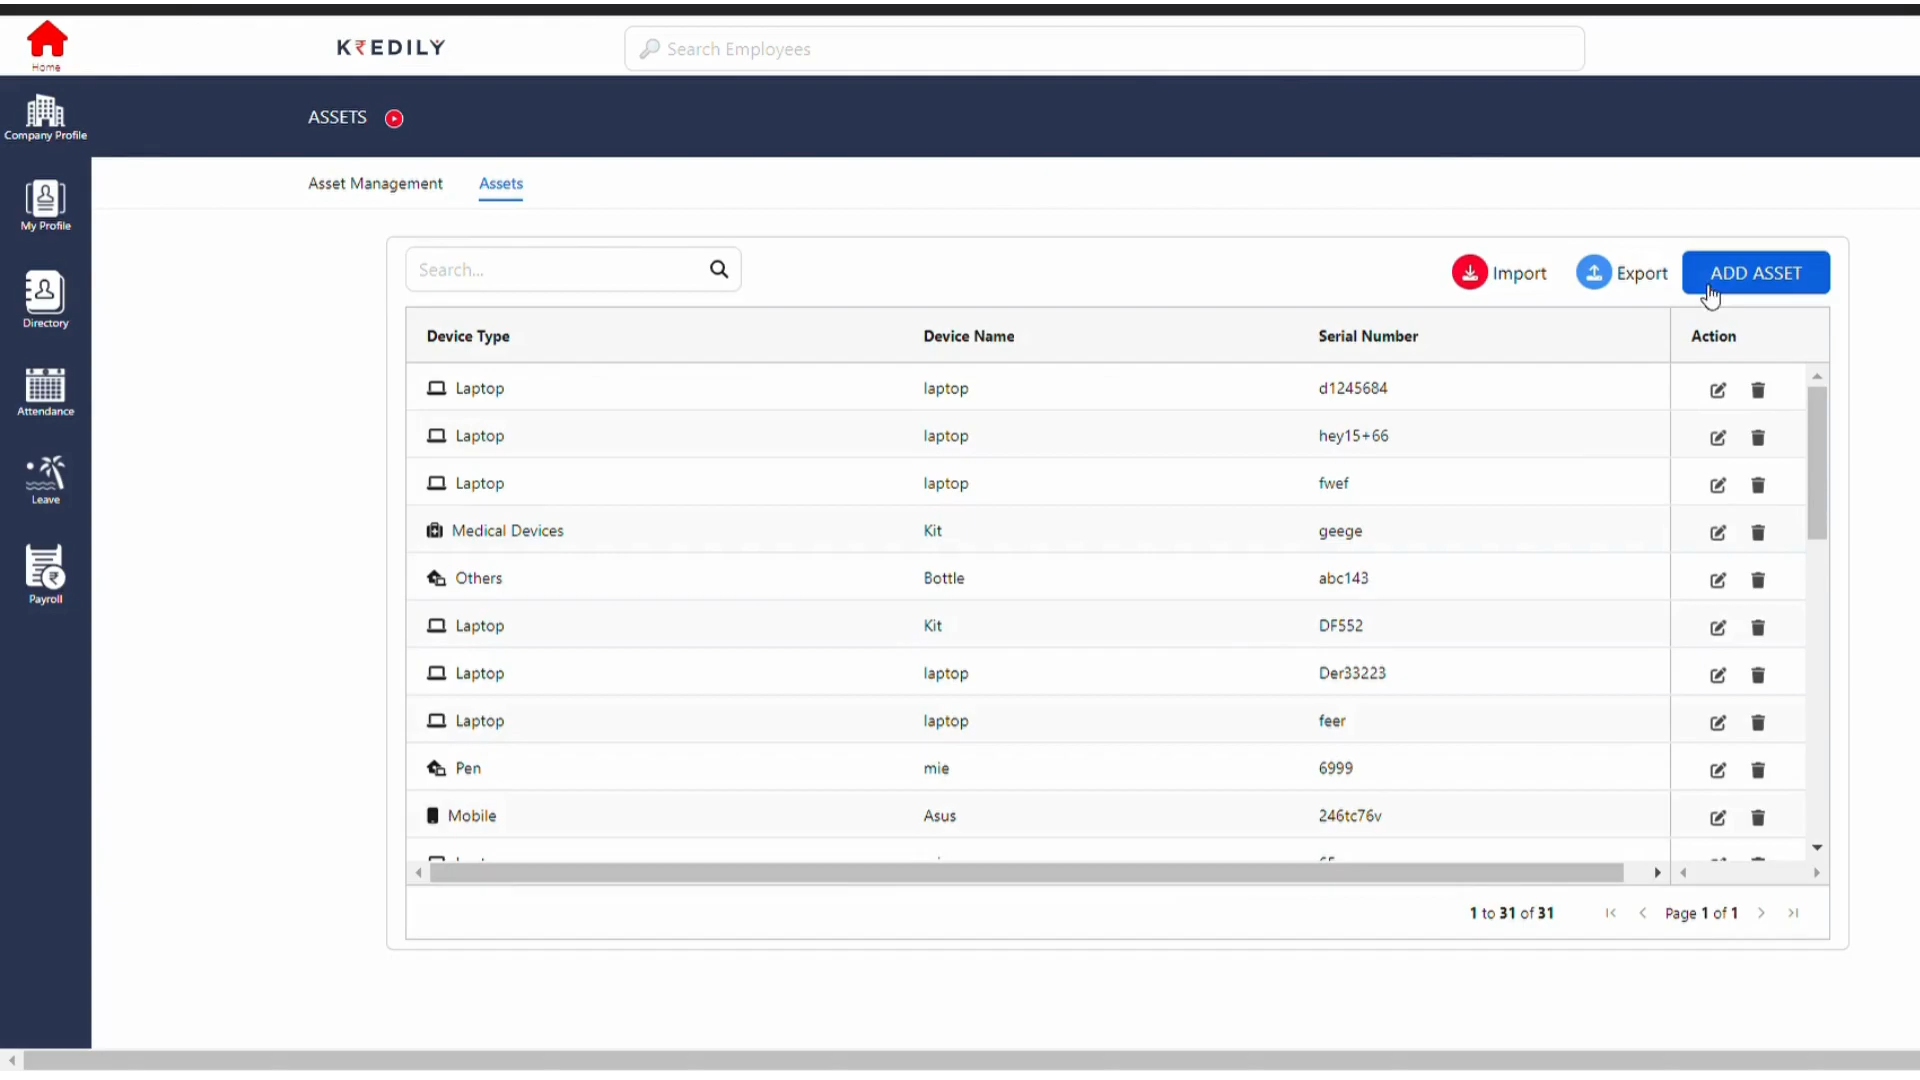 Home
KREDILY
Search Employees
Company Profile
ASSETS
My Profile
Asset Management
Assets
Directory
Search...
Import
Export
ADD ASSET
Device Type Device Name Serial Number Action
Laptop laptop d1245684
Attendance
Laptop laptop hey15+66
Laptop laptop fwef
Leave
Medical Devices Kit geege
Others Bottle abc143
Payroll
Laptop Kit DF552
Laptop laptop Der33223
Laptop laptop feer
Pen mie 6999
Mobile Asus 246tc76v
1 to 31 of 31
Page 1 of 1